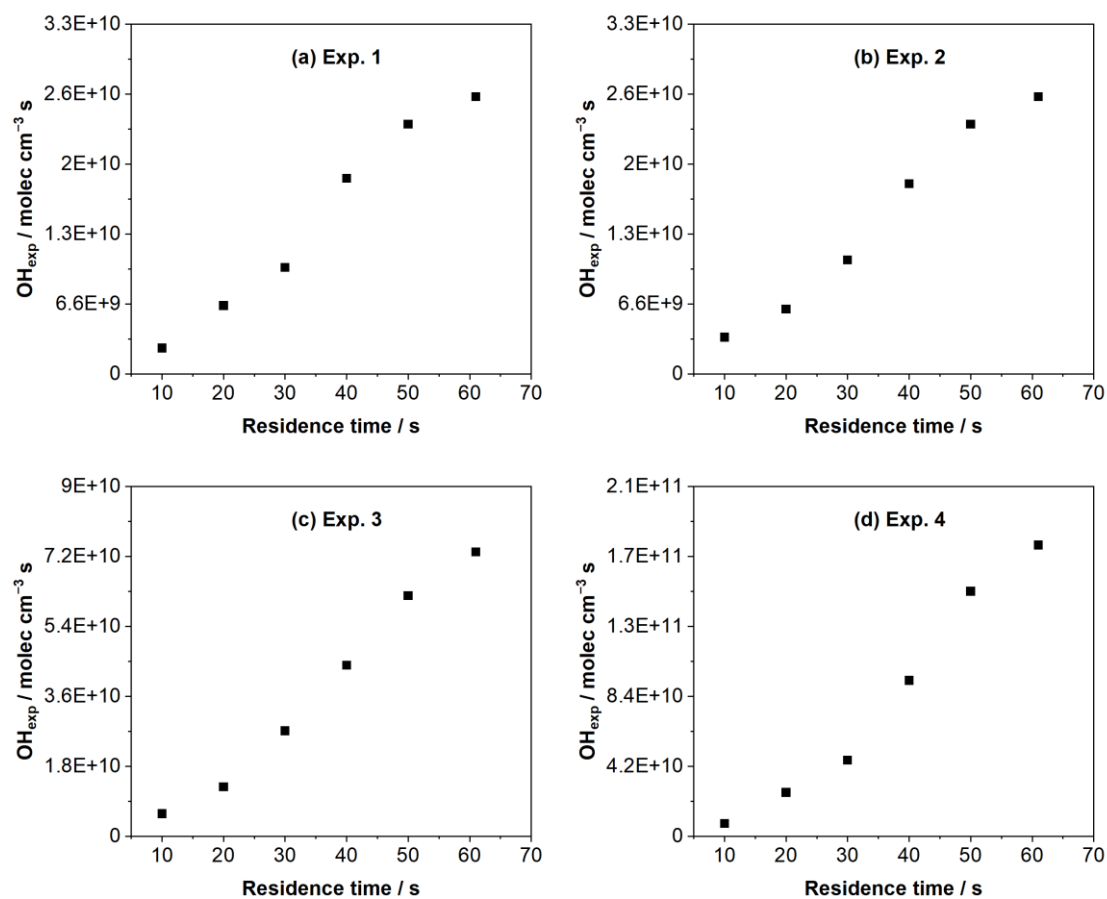 (a) Exp. 1
3.3E+10
2.6E+10
2E+10
1.3E+10
6.6E+9
0
OH_exp / molec cm⁻³ s
10 20 30 40 50 60 70
Residence time / s
(b) Exp. 2
3.3E+10
2.6E+10
2E+10
1.3E+10
6.6E+9
0
OH_exp / molec cm⁻³ s
10 20 30 40 50 60 70
Residence time / s
(c) Exp. 3
9E+10
7.2E+10
5.4E+10
3.6E+10
1.8E+10
0
OH_exp / molec cm⁻³ s
10 20 30 40 50 60 70
Residence time / s
(d) Exp. 4
2.1E+11
1.7E+11
1.3E+11
8.4E+10
4.2E+10
0
OH_exp / molec cm⁻³ s
10 20 30 40 50 60 70
Residence time / s